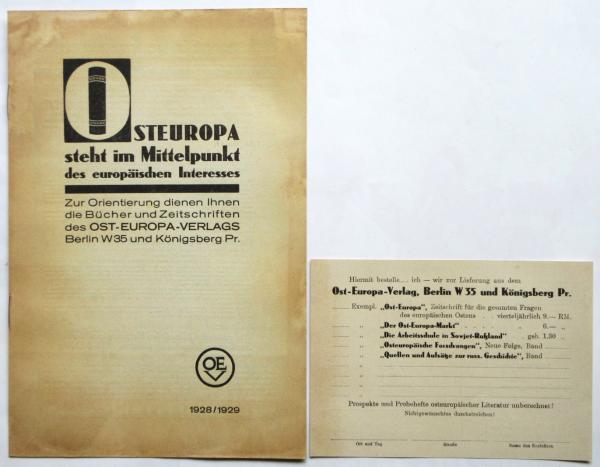 OSTEUROPA
steht im Mittelpunkt
des europäischen Interesses
Zur Orientierung dienen Ihnen
die Bücher und Zeitschriften
des OST-EUROPA-VERLAGS
Berlin W 35 und Königsberg Pr.
OE
V
1928/1929
Hiermit bestelle... ich — wir zur Lieferung aus dem
Ost-Europa-Verlag, Berlin W 35 und Königsberg Pr.
Exempl. „Ost-Europa", Zeitschrift für die gesamten Fragen
des europäischen Ostens . . vierteljährlich 9.— RM.
„ „Der Ost-Europa-Markt" „ 6.— „
„ „Die Arbeitsschule in Sowjet-Rußland" . geb. 1.80 „
„ „Osteuropäische Forschungen", Neue Folge, Band
„ „Quellen und Aufsätze zur russ. Geschichte", Band
„
„
Prospekte und Probehefte osteuropäischer Literatur unberechnet!
Nichtgewünschtes durchstreichen!
Ort und Tag Straße Name des Bestellers